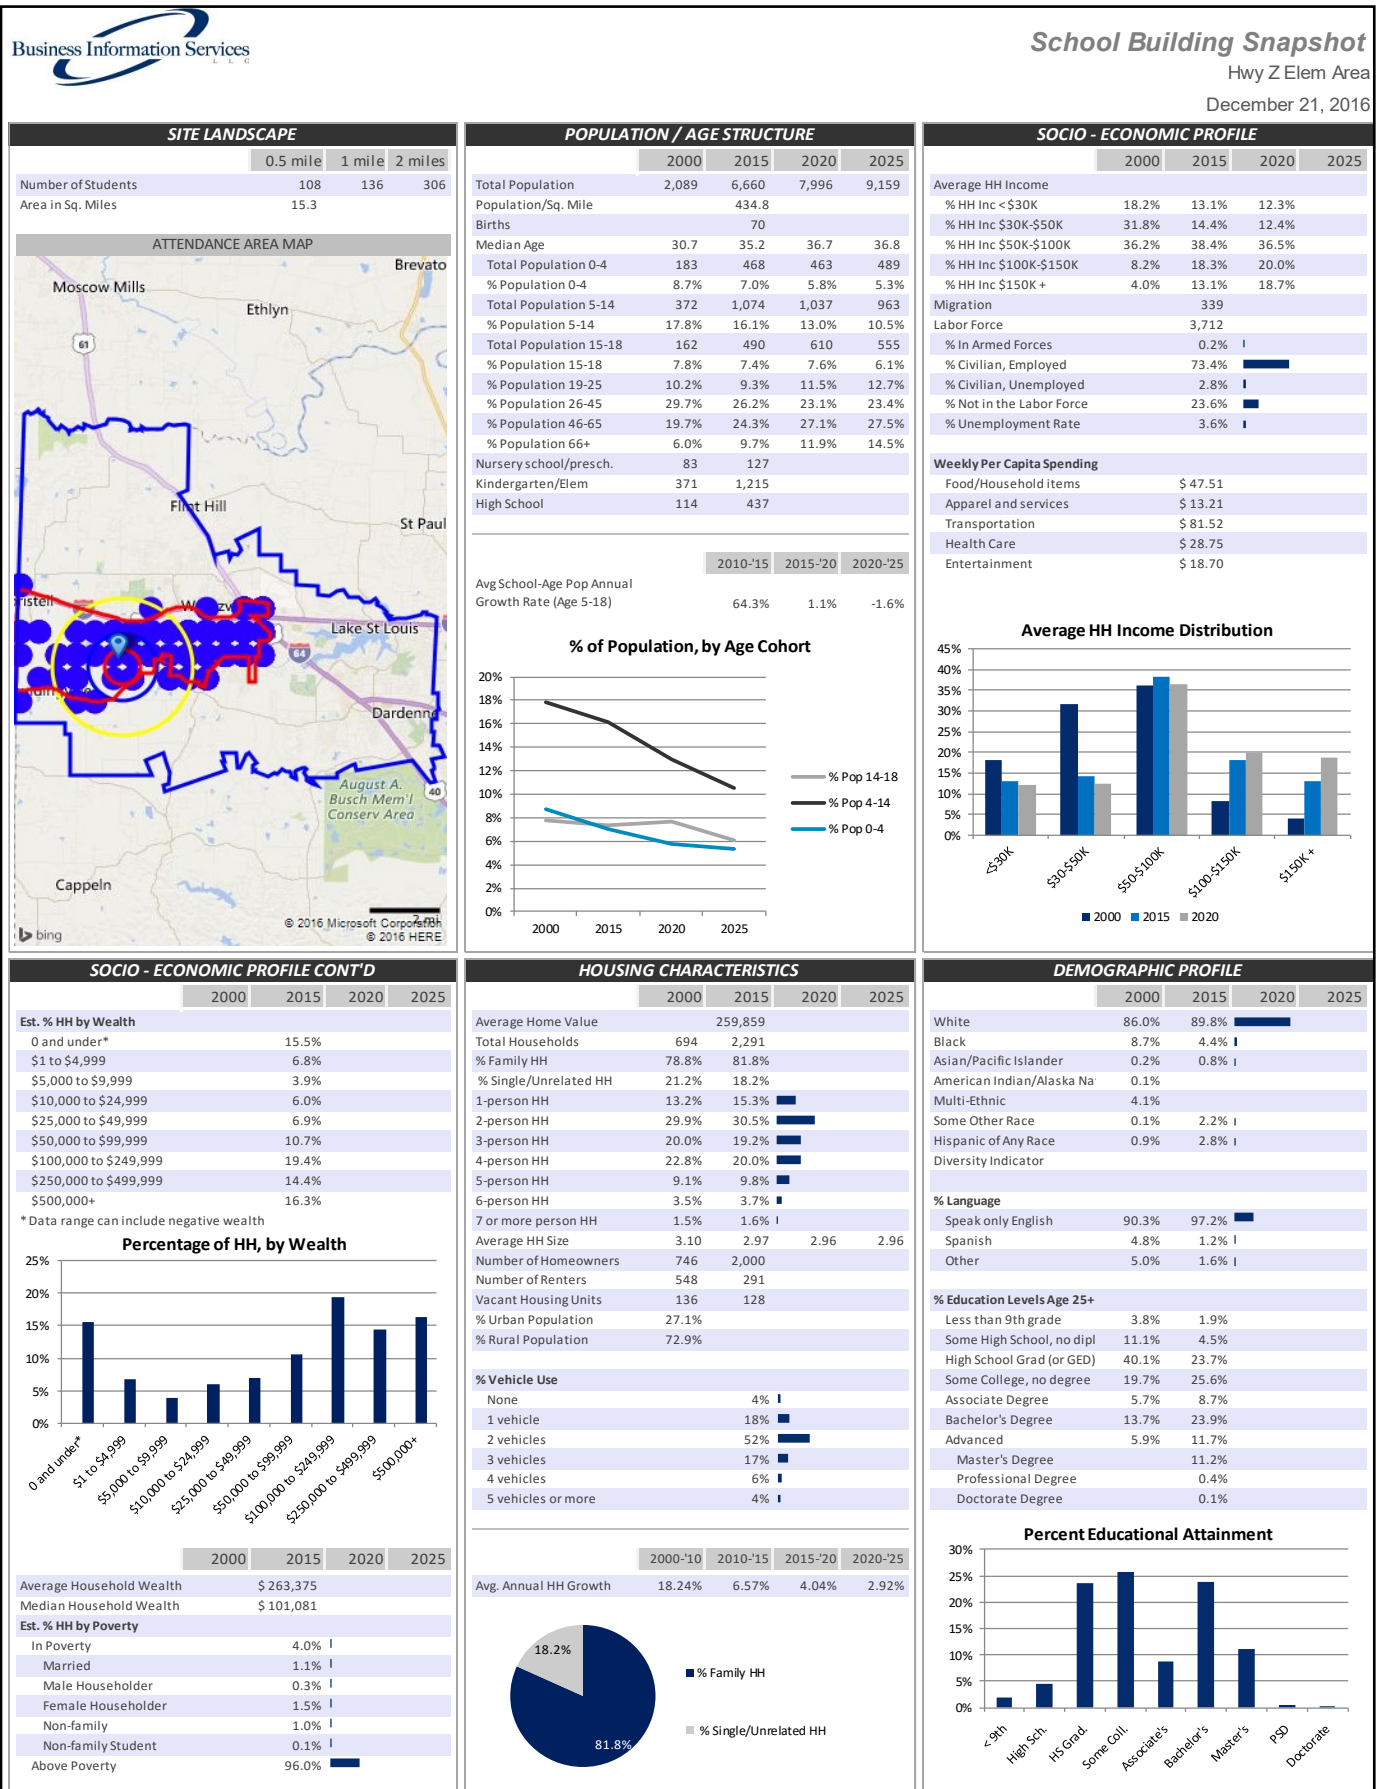 Business Information Services
LLC
School Building Snapshot
Hwy Z Elem Area
December 21, 2016
SITE LANDSCAPE
0.5 mile 1 mile 2 miles
Number of Students 108 136 306
Area in Sq. Miles 15.3
ATTENDANCE AREA MAP
Brevato
Moscow Mills
Ethlyn
61
Flint Hill
St Paul
Lake St Louis
64
Dardenne
August A.
Busch Mem'l
Conserv Area
40
Cappeln
2 mi
© 2016 Microsoft Corporation
© 2016 HERE
bing
POPULATION / AGE STRUCTURE
2000 2015 2020 2025
Total Population 2,089 6,660 7,996 9,159
Population/Sq. Mile 434.8
Births 70
Median Age 30.7 35.2 36.7 36.8
Total Population 0-4 183 468 463 489
% Population 0-4 8.7% 7.0% 5.8% 5.3%
Total Population 5-14 372 1,074 1,037 963
% Population 5-14 17.8% 16.1% 13.0% 10.5%
Total Population 15-18 162 490 610 555
% Population 15-18 7.8% 7.4% 7.6% 6.1%
% Population 19-25 10.2% 9.3% 11.5% 12.7%
% Population 26-45 29.7% 26.2% 23.1% 23.4%
% Population 46-65 19.7% 24.3% 27.1% 27.5%
% Population 66+ 6.0% 9.7% 11.9% 14.5%
Nursery school/presch. 83 127
Kindergarten/Elem 371 1,215
High School 114 437
2010-'15 2015-'20 2020-'25
Avg School-Age Pop Annual
Growth Rate (Age 5-18) 64.3% 1.1% -1.6%
% of Population, by Age Cohort
20%
18%
16%
14%
12%
10%
8%
6%
4%
2%
0%
2000 2015 2020 2025
% Pop 14-18
% Pop 4-14
% Pop 0-4
SOCIO - ECONOMIC PROFILE
2000 2015 2020 2025
Average HH Income
% HH Inc <$30K 18.2% 13.1% 12.3%
% HH Inc $30K-$50K 31.8% 14.4% 12.4%
% HH Inc $50K-$100K 36.2% 38.4% 36.5%
% HH Inc $100K-$150K 8.2% 18.3% 20.0%
% HH Inc $150K + 4.0% 13.1% 18.7%
Migration 339
Labor Force 3,712
% In Armed Forces 0.2%
% Civilian, Employed 73.4%
% Civilian, Unemployed 2.8%
% Not in the Labor Force 23.6%
% Unemployment Rate 3.6%
Weekly Per Capita Spending
Food/Household items $ 47.51
Apparel and services $ 13.21
Transportation $ 81.52
Health Care $ 28.75
Entertainment $ 18.70
Average HH Income Distribution
45%
40%
35%
30%
25%
20%
15%
10%
5%
0%
<$30K $30-$50K $50-$100K $100-$150K $150K +
2000 2015 2020
SOCIO - ECONOMIC PROFILE CONT'D
2000 2015 2020 2025
Est. % HH by Wealth
0 and under* 15.5%
$1 to $4,999 6.8%
$5,000 to $9,999 3.9%
$10,000 to $24,999 6.0%
$25,000 to $49,999 6.9%
$50,000 to $99,999 10.7%
$100,000 to $249,999 19.4%
$250,000 to $499,999 14.4%
$500,000+ 16.3%
* Data range can include negative wealth
Percentage of HH, by Wealth
25%
20%
15%
10%
5%
0%
0 and under* $1 to $4,999 $5,000 to $9,999 $10,000 to $24,999 $25,000 to $49,999 $50,000 to $99,999 $100,000 to $249,999 $250,000 to $499,999 $500,000+
2000 2015 2020 2025
Average Household Wealth $ 263,375
Median Household Wealth $ 101,081
Est. % HH by Poverty
In Poverty 4.0%
Married 1.1%
Male Householder 0.3%
Female Householder 1.5%
Non-family 1.0%
Non-family Student 0.1%
Above Poverty 96.0%
HOUSING CHARACTERISTICS
2000 2015 2020 2025
Average Home Value 259,859
Total Households 694 2,291
% Family HH 78.8% 81.8%
% Single/Unrelated HH 21.2% 18.2%
1-person HH 13.2% 15.3%
2-person HH 29.9% 30.5%
3-person HH 20.0% 19.2%
4-person HH 22.8% 20.0%
5-person HH 9.1% 9.8%
6-person HH 3.5% 3.7%
7 or more person HH 1.5% 1.6%
Average HH Size 3.10 2.97 2.96 2.96
Number of Homeowners 746 2,000
Number of Renters 548 291
Vacant Housing Units 136 128
% Urban Population 27.1%
% Rural Population 72.9%
% Vehicle Use
None 4%
1 vehicle 18%
2 vehicles 52%
3 vehicles 17%
4 vehicles 6%
5 vehicles or more 4%
2000-'10 2010-'15 2015-'20 2020-'25
Avg. Annual HH Growth 18.24% 6.57% 4.04% 2.92%
18.2%
81.8%
% Family HH
% Single/Unrelated HH
DEMOGRAPHIC PROFILE
2000 2015 2020 2025
White 86.0% 89.8%
Black 8.7% 4.4%
Asian/Pacific Islander 0.2% 0.8%
American Indian/Alaska Na 0.1%
Multi-Ethnic 4.1%
Some Other Race 0.1% 2.2%
Hispanic of Any Race 0.9% 2.8%
Diversity Indicator
% Language
Speak only English 90.3% 97.2%
Spanish 4.8% 1.2%
Other 5.0% 1.6%
% Education Levels Age 25+
Less than 9th grade 3.8% 1.9%
Some High School, no dipl 11.1% 4.5%
High School Grad (or GED) 40.1% 23.7%
Some College, no degree 19.7% 25.6%
Associate Degree 5.7% 8.7%
Bachelor's Degree 13.7% 23.9%
Advanced 5.9% 11.7%
Master's Degree 11.2%
Professional Degree 0.4%
Doctorate Degree 0.1%
Percent Educational Attainment
30%
25%
20%
15%
10%
5%
0%
< 9th High Sch. HS Grad. Some Coll. Associate's Bachelor's Master's PSD Doctorate